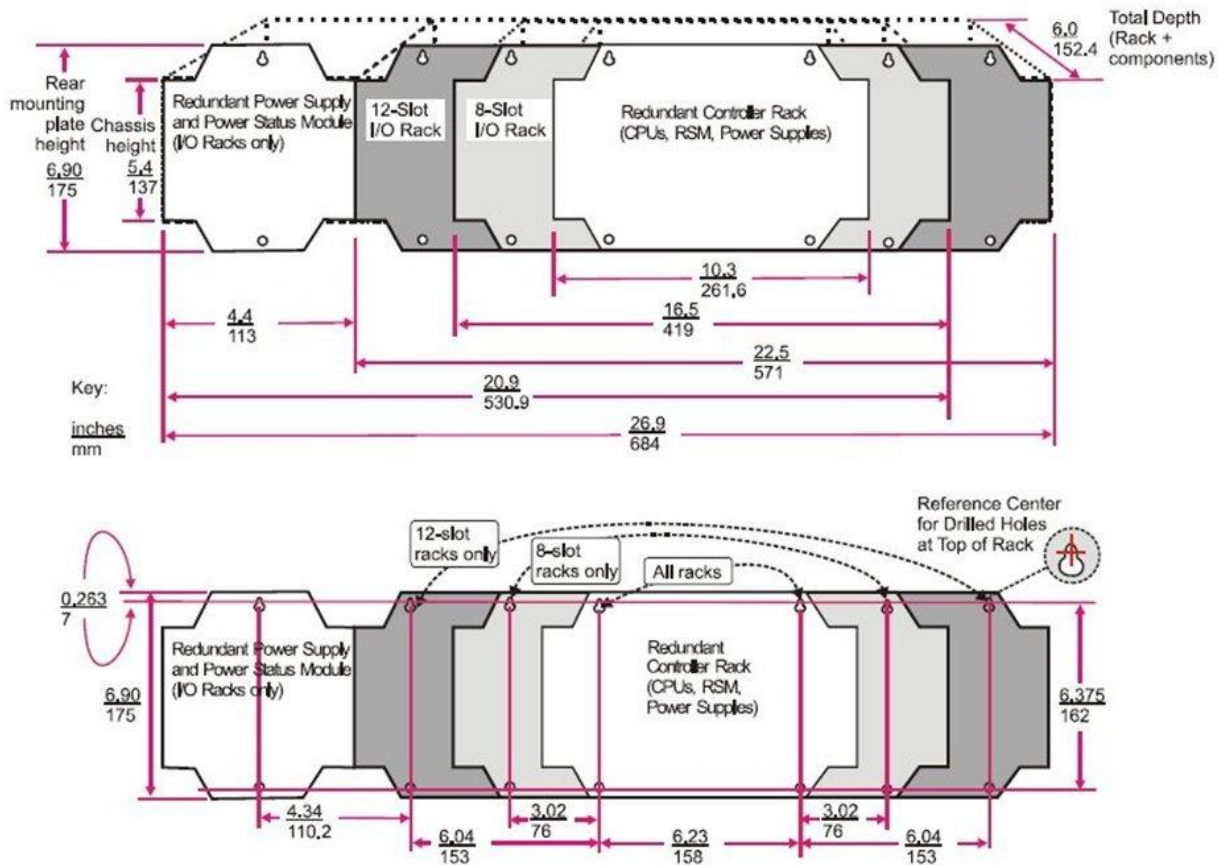 6.0
152.4
Total Depth
(Rack +
components)
Rear
mounting
plate
height
6.90
175
Chassis
height
5.4
137
Redundant Power Supply
and Power Status Module
(I/O Racks only)
12-Slot
I/O Rack
8-Slot
I/O Rack
Redundant Controller Rack
(CPUs, RSM, Power Supplies)
10.3
261.6
4.4
113
16.5
419
22.5
571
Key:
inches
mm
20.9
530.9
26.9
684
12-slot
racks only
8-slot
racks only
All racks
Reference Center
for Drilled Holes
at Top of Rack
0.263
7
Redundant Power Supply
and Power Status Module
(I/O Racks only)
Redundant
Controller Rack
(CPUs, RSM,
Power Supplies)
6.90
175
6.375
162
4.34
110.2
3.02
76
3.02
76
6.04
153
6.23
158
6.04
153